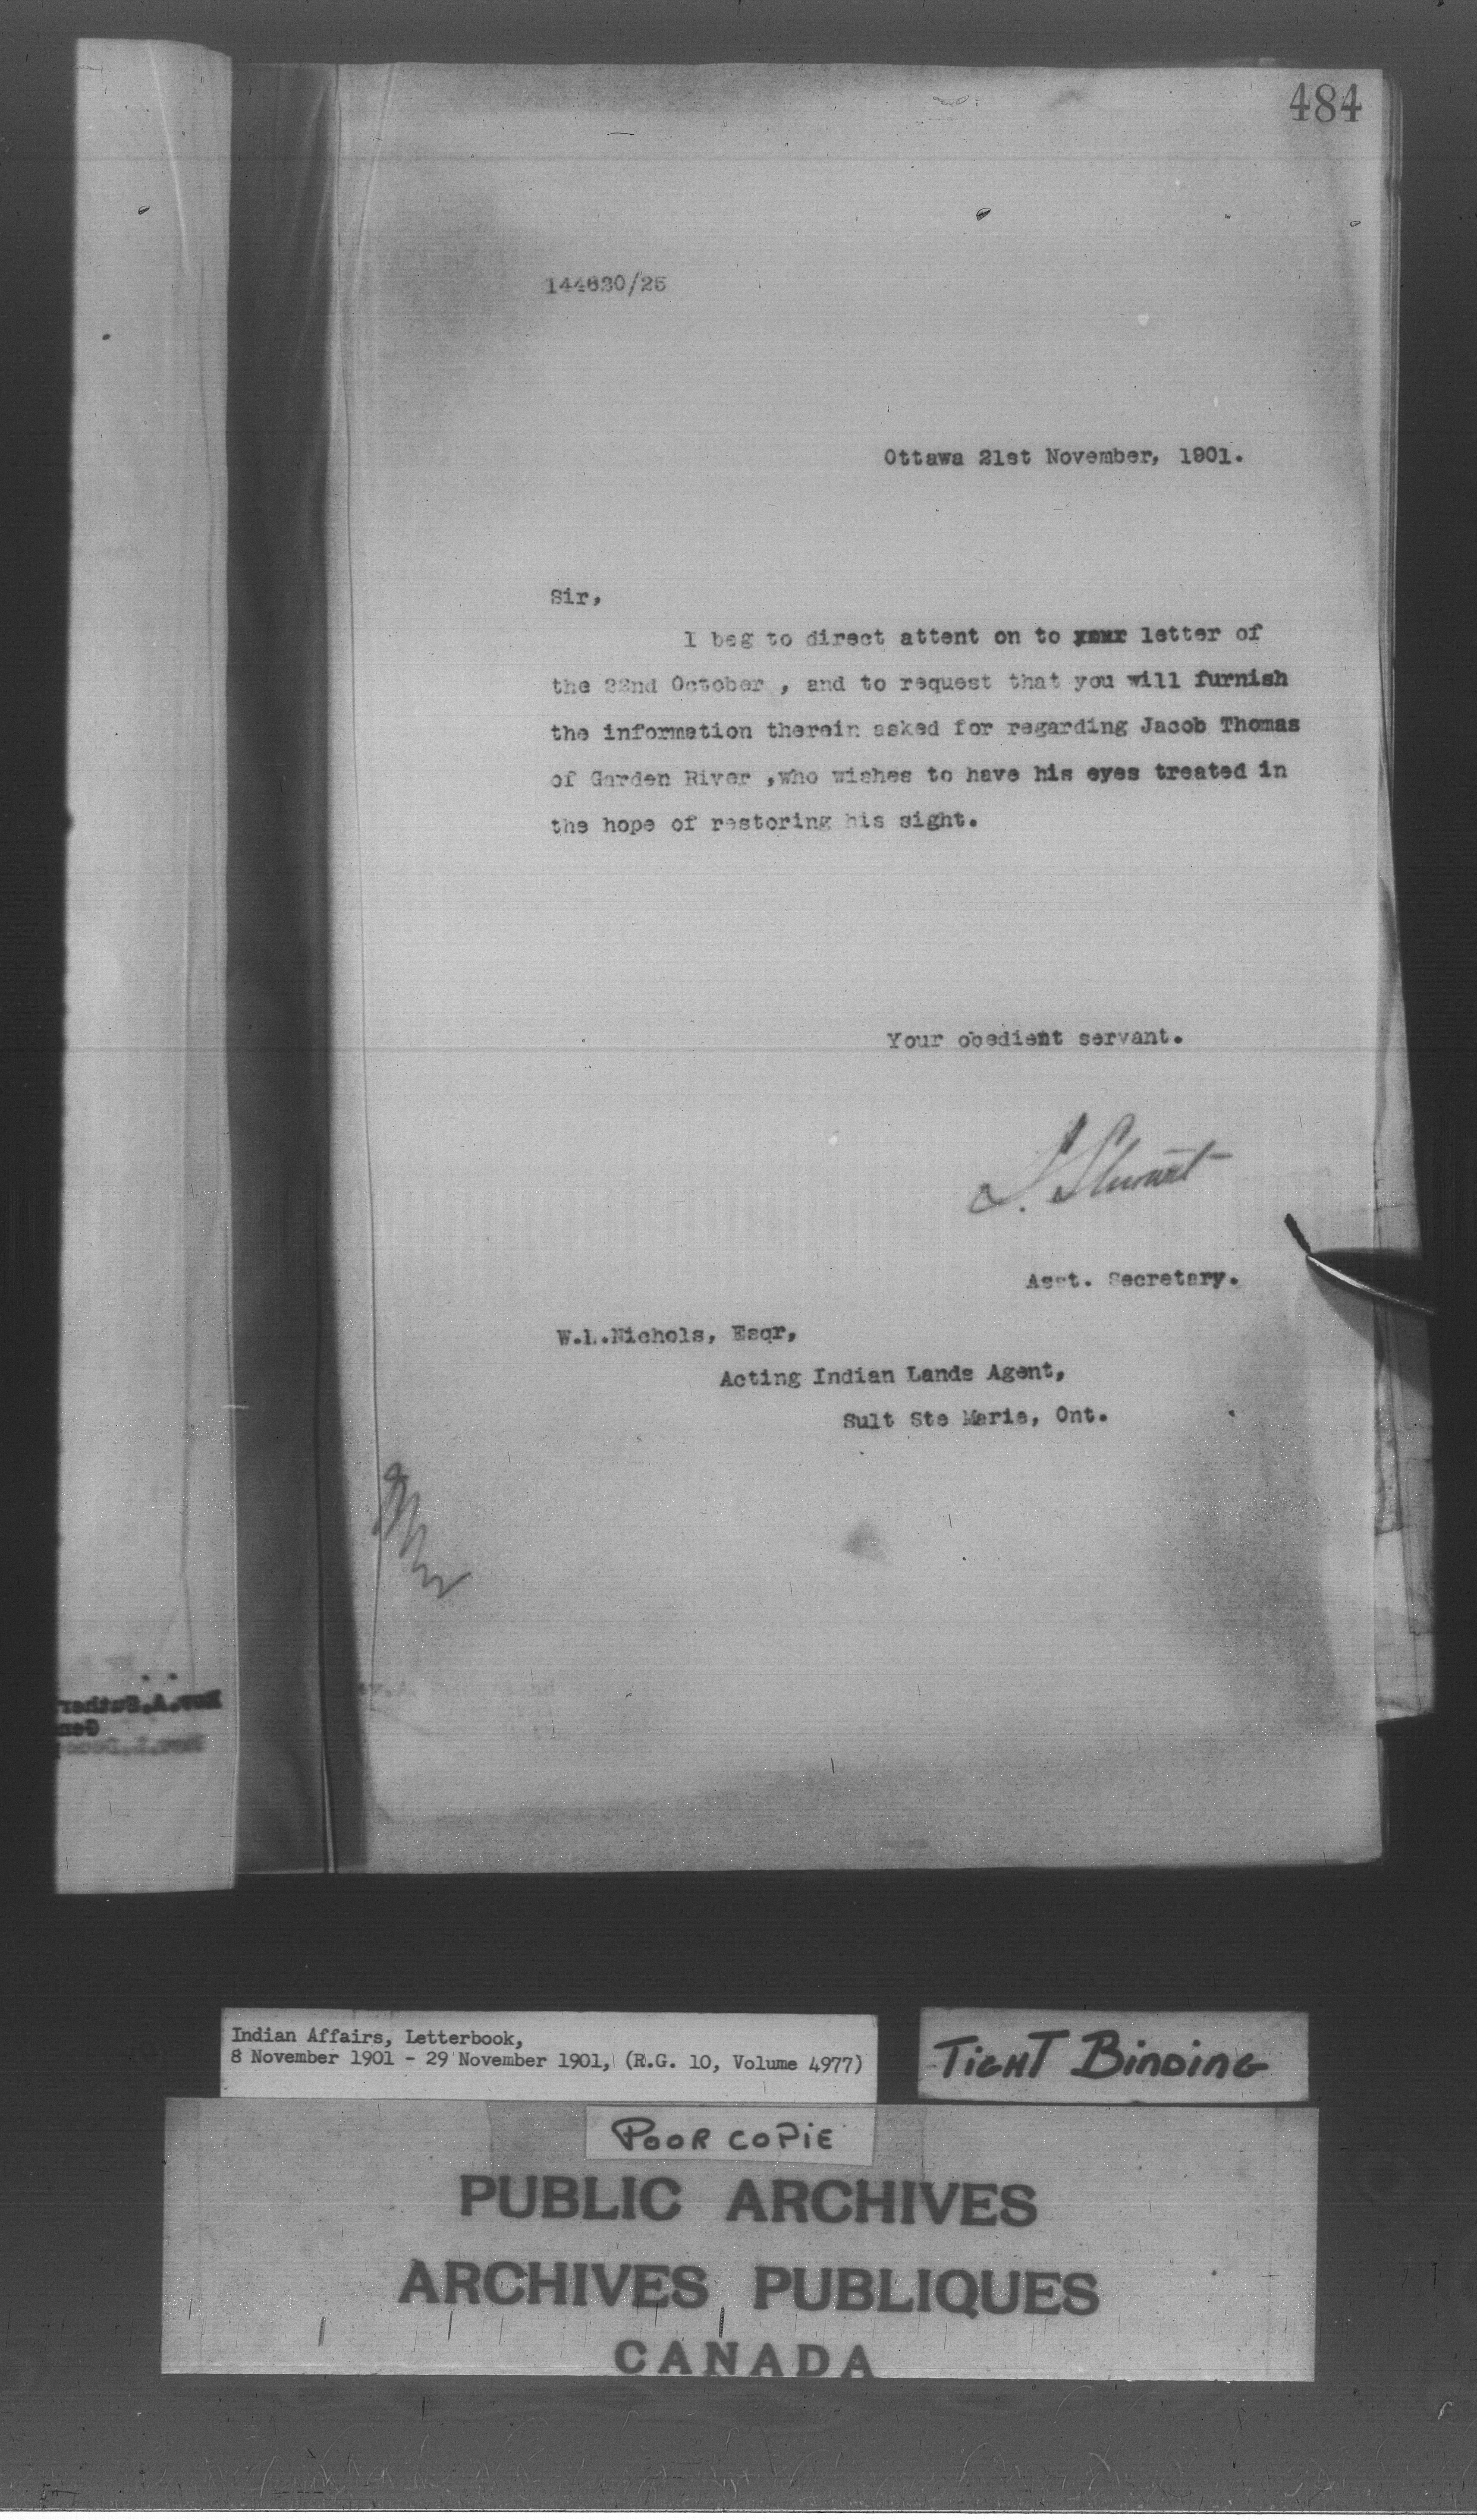 484
144620/25
Ottawa 21st November, 1901.
Sir,
I beg to direct attent on to letter of
the 22nd October , and to request that you will furnish
the information therein asked for regarding Jacob Thomas
of Garden River ,who wishes to have his eyes treated in
the hope of restoring his sight.
Your obedient servant.
S. Stewart
Asst. Secretary.
W.L.Nichols, Esqr,
Acting Indian Lands Agent,
Sult Ste Marie, Ont.
Indian Affairs, Letterbook,
8 November 1901 - 29 November 1901, (R.G. 10, Volume 4977)
TIGHT BINDING
POOR COPIE
PUBLIC ARCHIVES
ARCHIVES PUBLIQUES
CANADA